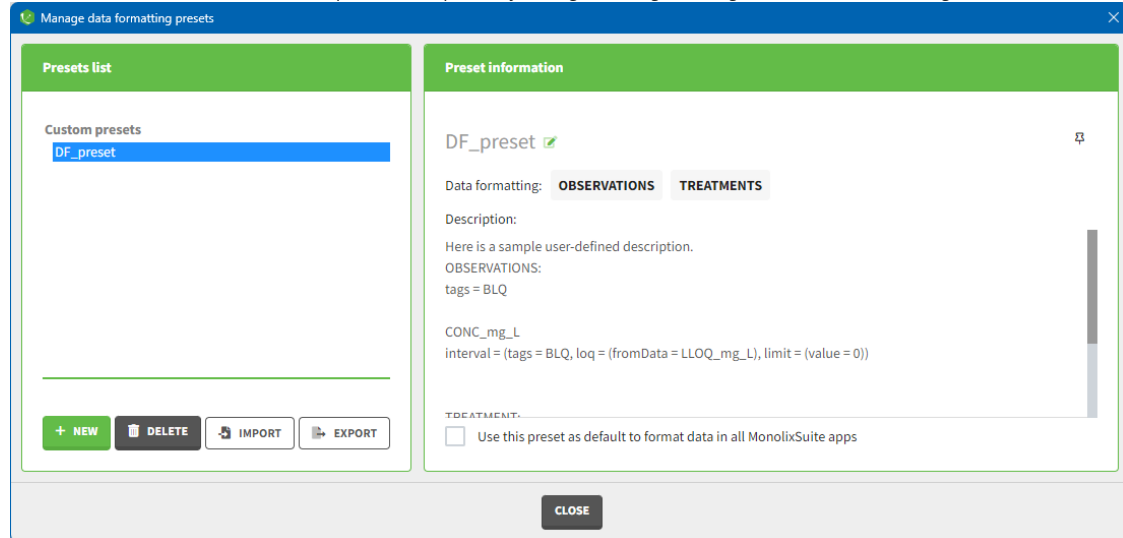 Manage data formatting presets
Presets list
Custom presets
DF_preset
+ NEW
DELETE
IMPORT
EXPORT
Preset information
DF_preset
Data formatting: OBSERVATIONS TREATMENTS
Description:
Here is a sample user-defined description.
OBSERVATIONS:
tags = BLQ
CONC_mg_L
interval = (tags = BLQ, loq = (fromData = LLOQ_mg_L), limit = (value = 0))
TREATMENT:
Use this preset as default to format data in all MonolixSuite apps
CLOSE